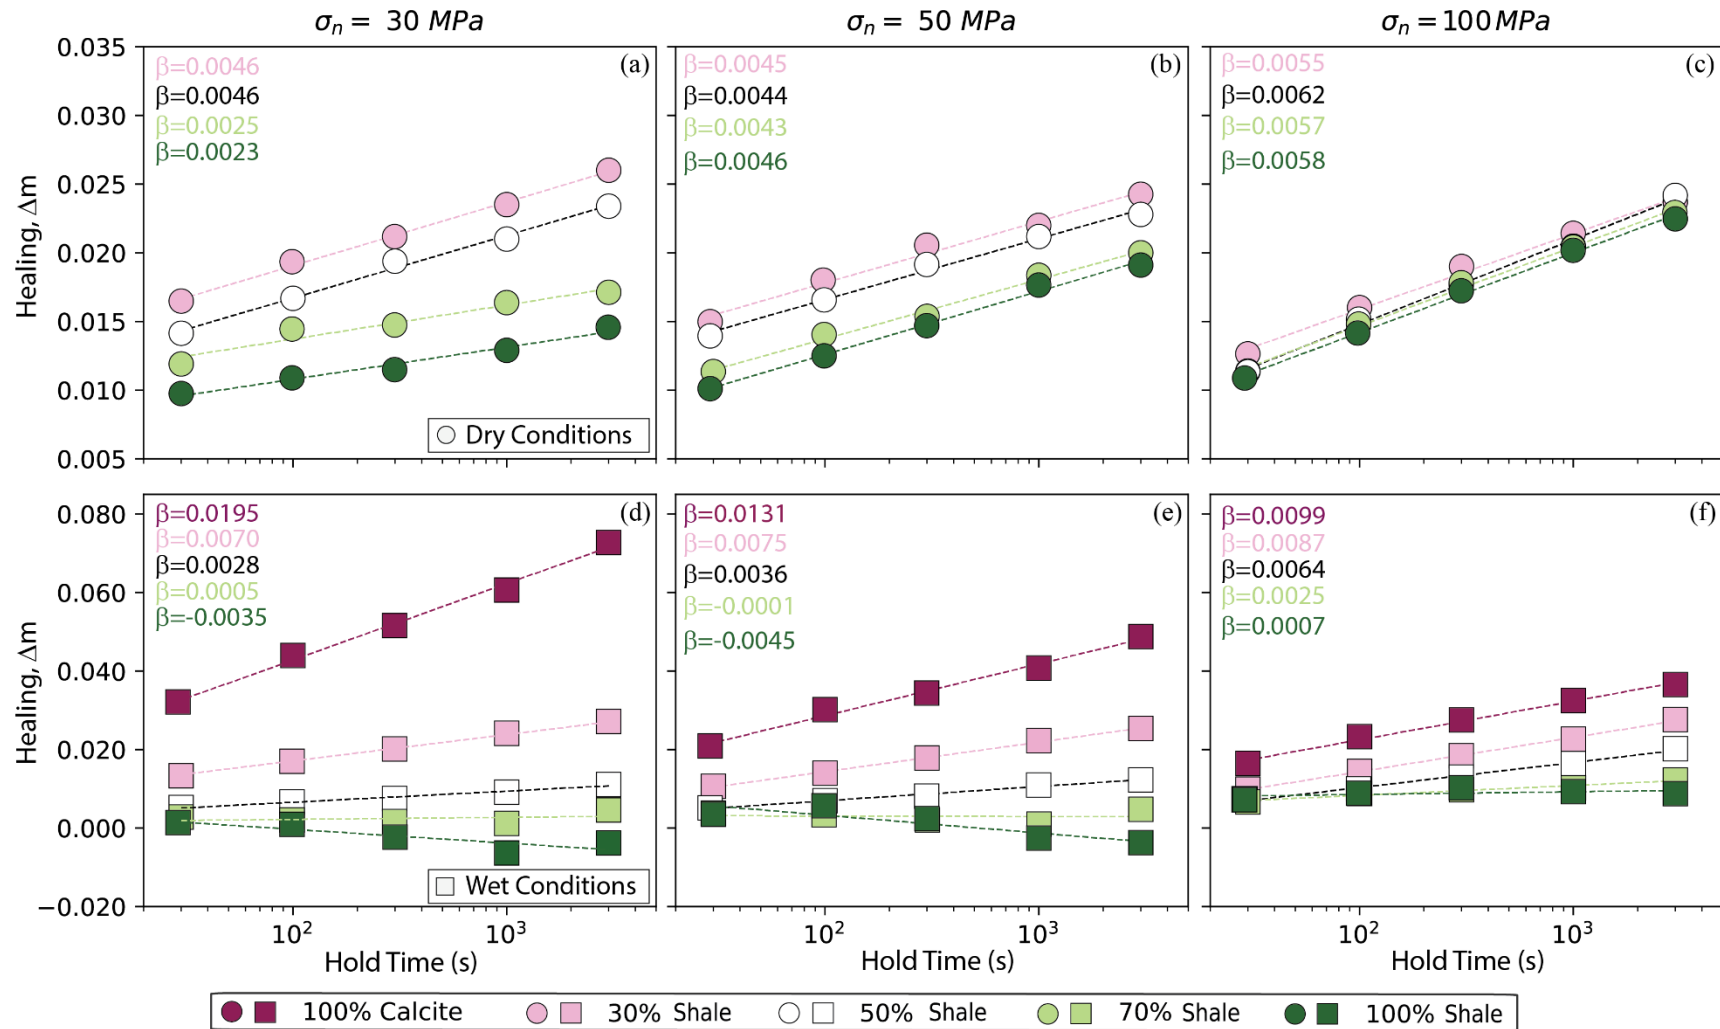 σn = 30 MPa
σn = 50 MPa
σn = 100 MPa
0.035
0.030
0.025
0.020
0.015
0.010
0.005
Healing, Δm
β=0.0046
β=0.0046
β=0.0025
β=0.0023
(a)
Dry Conditions
β=0.0045
β=0.0044
β=0.0043
β=0.0046
(b)
β=0.0055
β=0.0062
β=0.0057
β=0.0058
(c)
0.080
0.060
0.040
0.020
0.000
−0.020
Healing, Δm
β=0.0195
β=0.0070
β=0.0028
β=0.0005
β=-0.0035
(d)
Wet Conditions
β=0.0131
β=0.0075
β=0.0036
β=-0.0001
β=-0.0045
(e)
β=0.0099
β=0.0087
β=0.0064
β=0.0025
β=0.0007
(f)
10² 10³
10² 10³
10² 10³
Hold Time (s)
Hold Time (s)
Hold Time (s)
100% Calcite 30% Shale 50% Shale 70% Shale 100% Shale